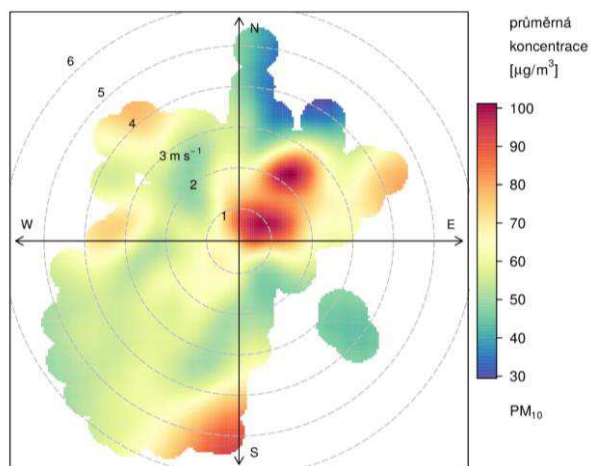 N
6
5
4
3 m s⁻¹
2
1
W
E
S
průměrná
koncentrace
[µg/m³]
100
90
80
70
60
50
40
30
PM₁₀